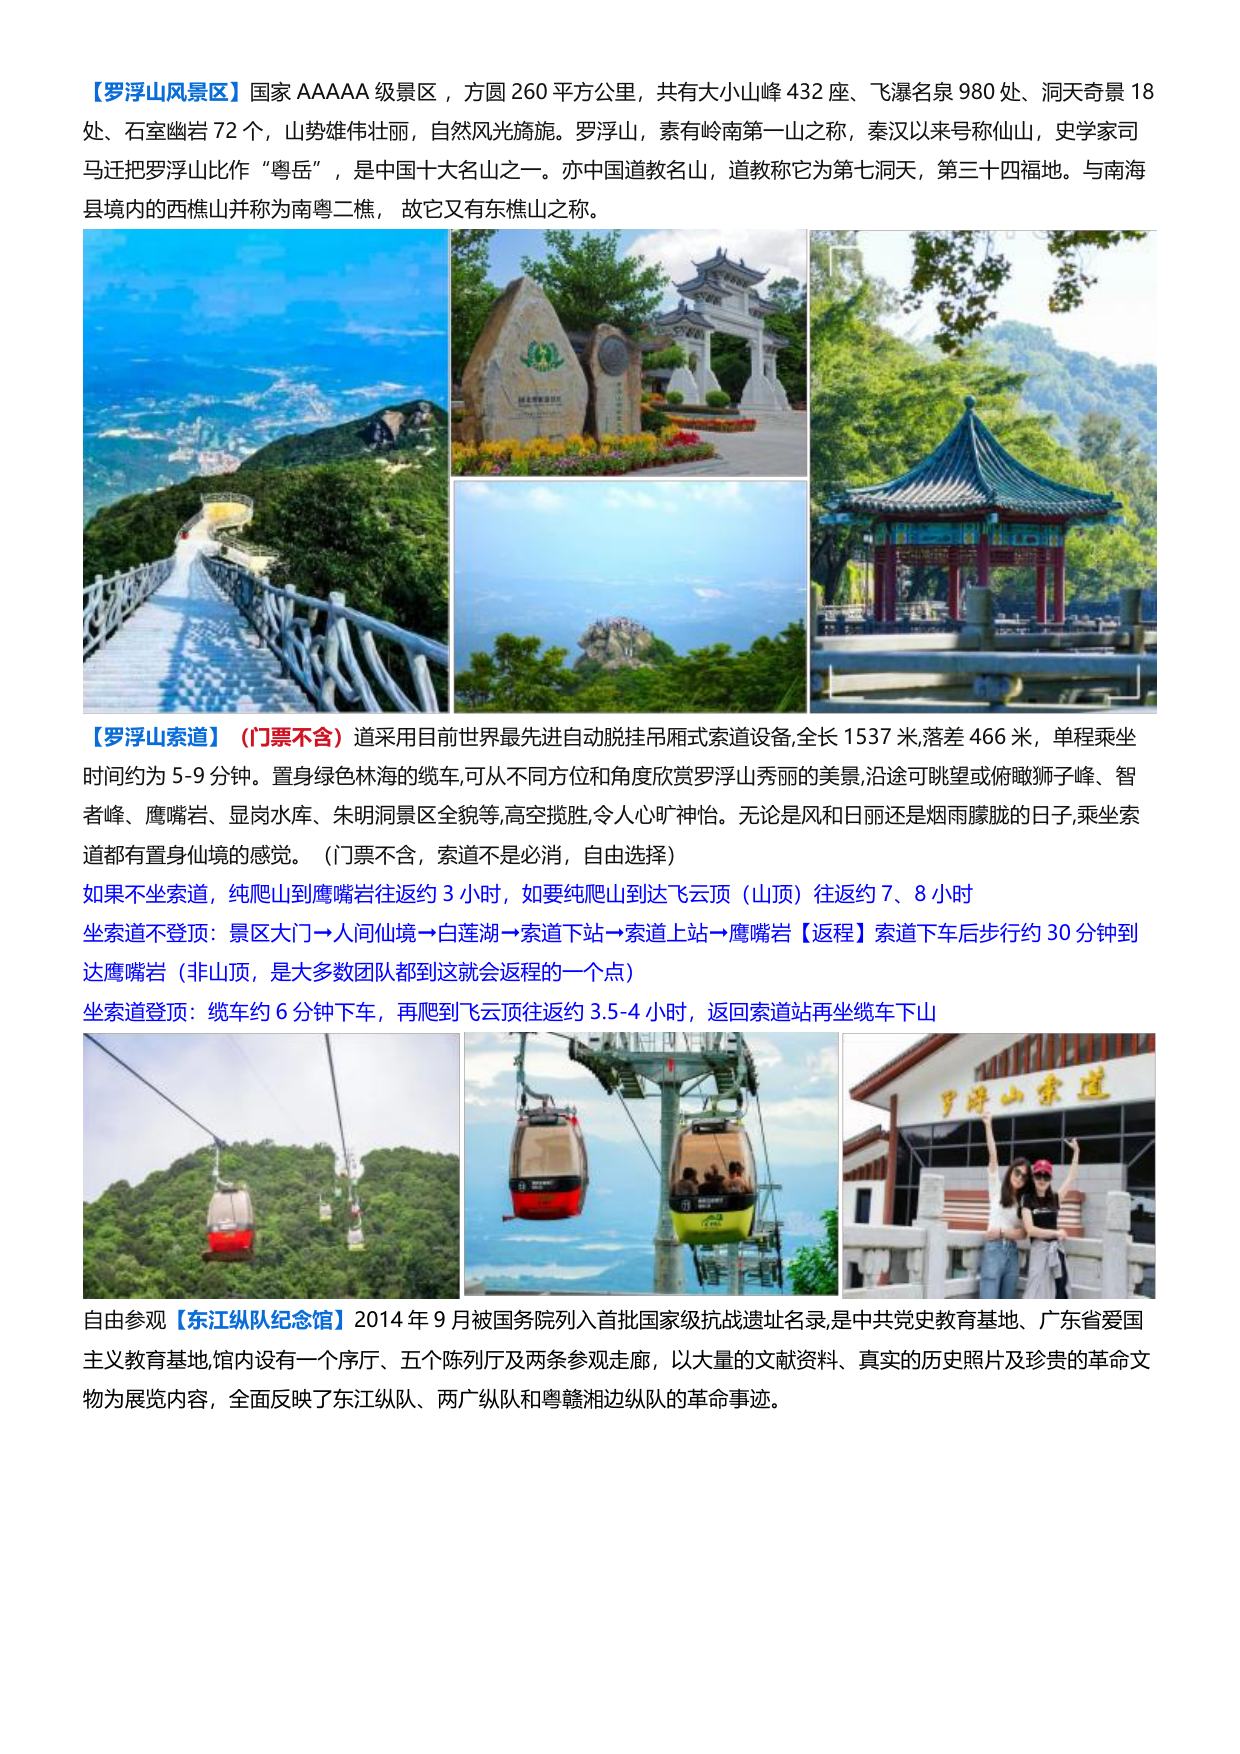 【罗浮山风景区】国家 AAAAA 级景区 ，方圆 260 平方公里，共有大小山峰 432 座、飞瀑名泉 980 处、洞天奇景 18
处、石室幽岩 72 个，山势雄伟壮丽，自然风光旖旎。罗浮山，素有岭南第一山之称，秦汉以来号称仙山，史学家司
马迁把罗浮山比作“粤岳”，是中国十大名山之一。亦中国道教名山，道教称它为第七洞天，第三十四福地。与南海
县境内的西樵山并称为南粤二樵， 故它又有东樵山之称。
【罗浮山索道】（门票不含）道采用目前世界最先进自动脱挂吊厢式索道设备,全长 1537 米,落差 466 米，单程乘坐
时间约为 5-9 分钟。置身绿色林海的缆车,可从不同方位和角度欣赏罗浮山秀丽的美景,沿途可眺望或俯瞰狮子峰、智
者峰、鹰嘴岩、显岗水库、朱明洞景区全貌等,高空揽胜,令人心旷神怡。无论是风和日丽还是烟雨朦胧的日子,乘坐索
道都有置身仙境的感觉。（门票不含，索道不是必消，自由选择）
如果不坐索道，纯爬山到鹰嘴岩往返约 3 小时，如要纯爬山到达飞云顶（山顶）往返约 7、8 小时
坐索道不登顶：景区大门→人间仙境→白莲湖→索道下站→索道上站→鹰嘴岩【返程】索道下车后步行约 30 分钟到
达鹰嘴岩（非山顶，是大多数团队都到这就会返程的一个点）
坐索道登顶：缆车约 6 分钟下车，再爬到飞云顶往返约 3.5-4 小时，返回索道站再坐缆车下山
罗浮山索道
自由参观【东江纵队纪念馆】2014 年 9 月被国务院列入首批国家级抗战遗址名录,是中共党史教育基地、广东省爱国
主义教育基地,馆内设有一个序厅、五个陈列厅及两条参观走廊，以大量的文献资料、真实的历史照片及珍贵的革命文
物为展览内容，全面反映了东江纵队、两广纵队和粤赣湘边纵队的革命事迹。